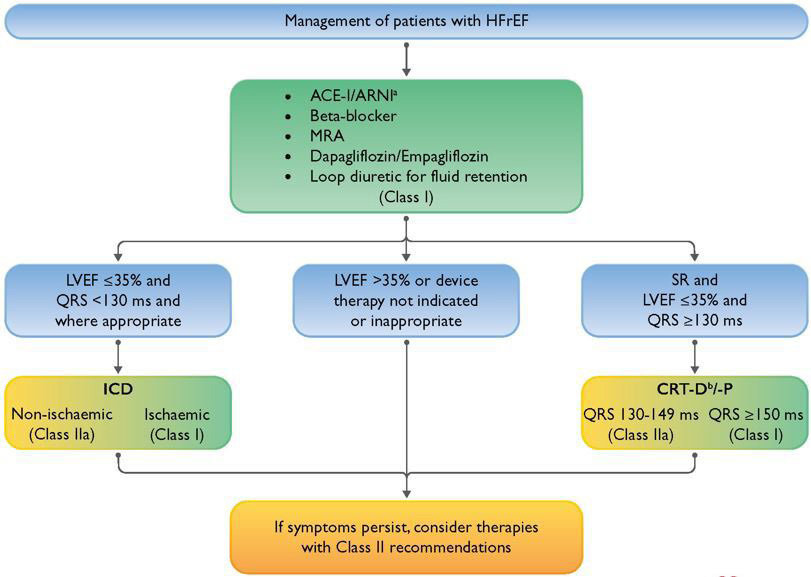 Management of patients with HFrEF
• ACE-I/ARNIᵃ
• Beta-blocker
• MRA
• Dapagliflozin/Empagliflozin
• Loop diuretic for fluid retention
(Class I)
LVEF ≤35% and
QRS <130 ms and
where appropriate
LVEF >35% or device
therapy not indicated
or inappropriate
SR and
LVEF ≤35% and
QRS ≥130 ms
ICD
Non-ischaemic
(Class IIa)
Ischaemic
(Class I)
CRT-Dᵇ/-P
QRS 130-149 ms
(Class IIa)
QRS ≥150 ms
(Class I)
If symptoms persist, consider therapies
with Class II recommendations